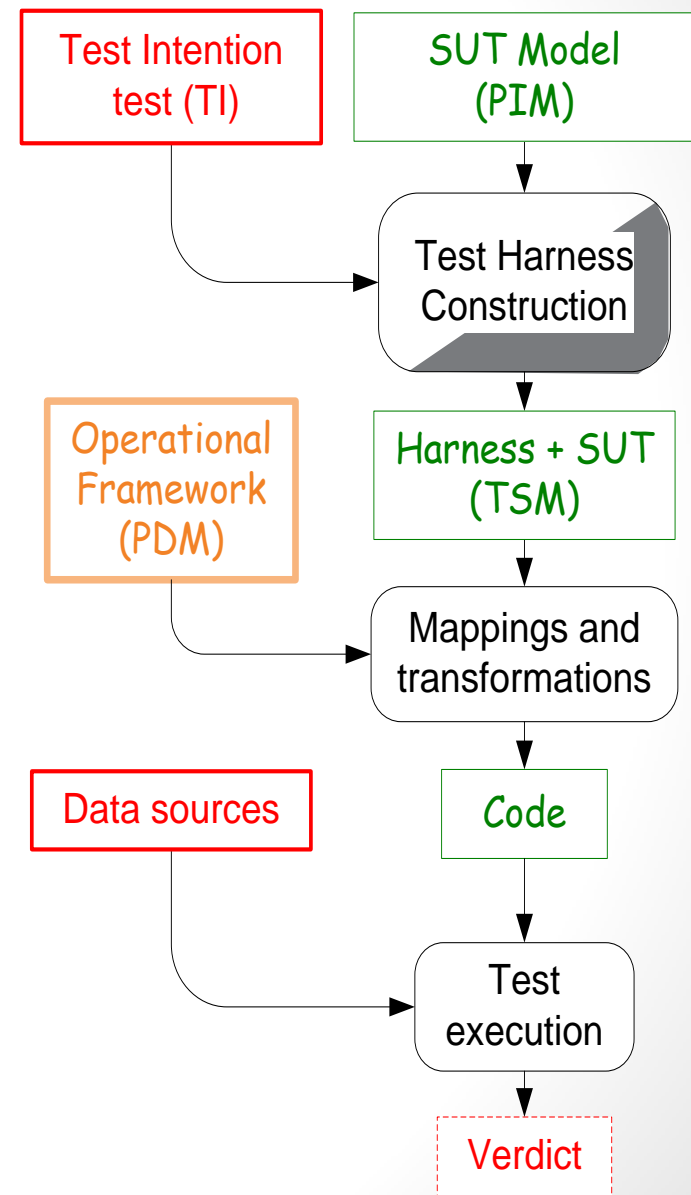 Test Intention
test (TI)
SUT Model
(PIM)
Test Harness
Construction
Operational
Framework
(PDM)
Harness + SUT
(TSM)
Mappings and
transformations
Data sources
Code
Test
execution
Verdict